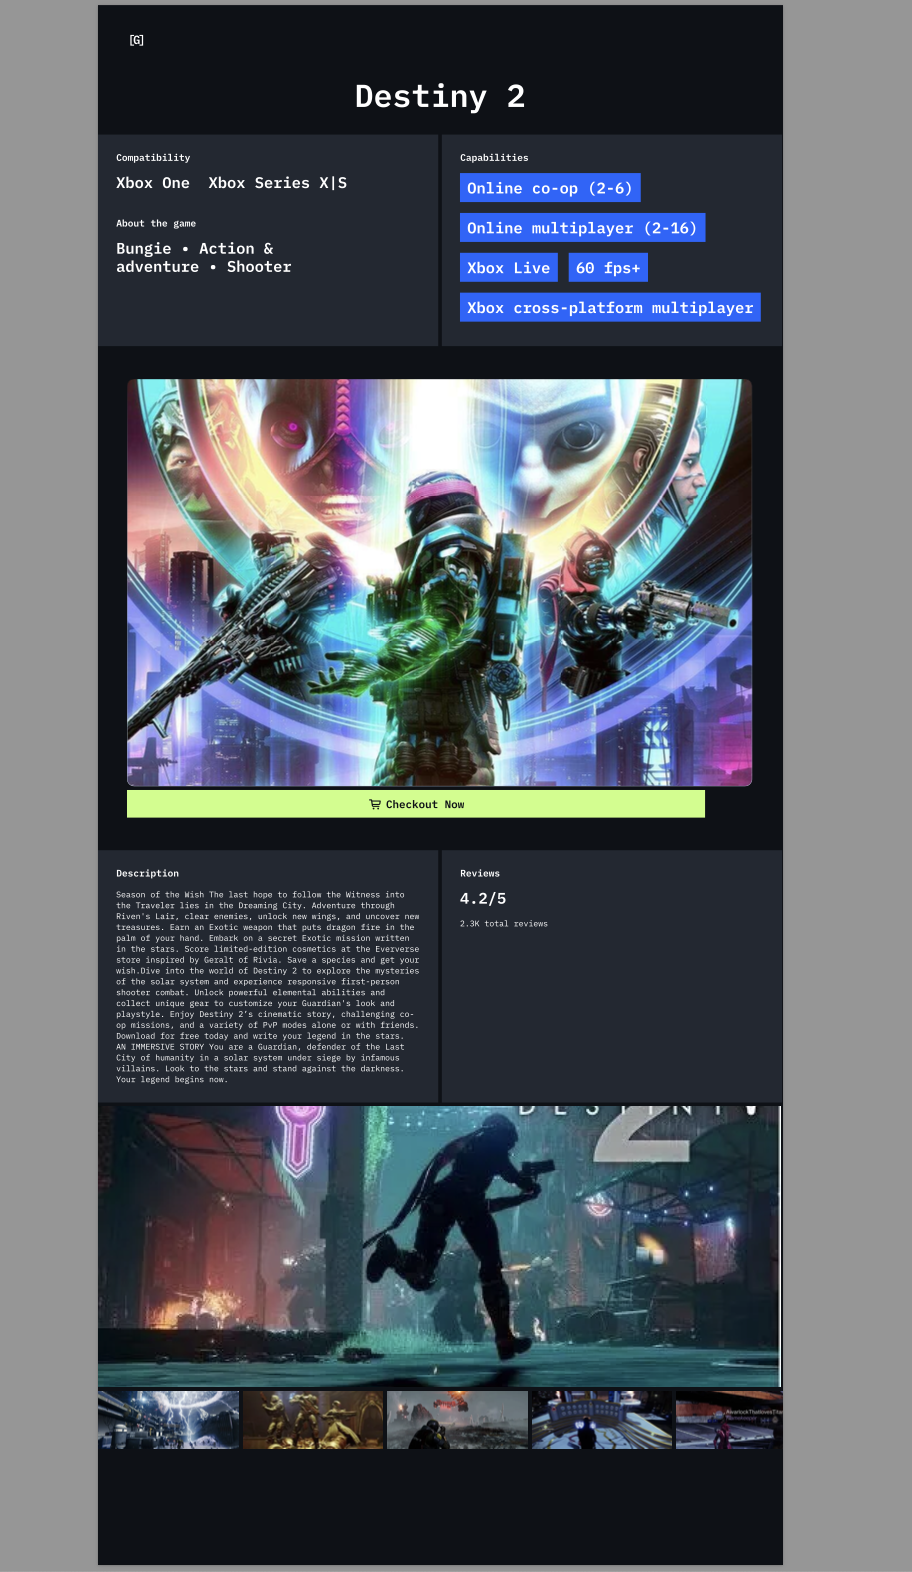 [G]
Destiny 2
Compatibility
Xbox One  Xbox Series X|S
About the game
Bungie • Action &
adventure • Shooter
Capabilities
Online co-op (2-6)
Online multiplayer (2-16)
Xbox Live
60 fps+
Xbox cross-platform multiplayer
Checkout Now
Description
Season of the Wish The last hope to follow the Witness into
the Traveler lies in the Dreaming City. Adventure through
Riven's Lair, clear enemies, unlock new wings, and uncover new
treasures. Earn an Exotic weapon that puts dragon fire in the
palm of your hand. Embark on a secret Exotic mission written
in the stars. Score limited-edition cosmetics at the Eververse
store inspired by Geralt of Rivia. Save a species and get your
wish.Dive into the world of Destiny 2 to explore the mysteries
of the solar system and experience responsive first-person
shooter combat. Unlock powerful elemental abilities and
collect unique gear to customize your Guardian's look and
playstyle. Enjoy Destiny 2's cinematic story, challenging co-
op missions, and a variety of PvP modes alone or with friends.
Download for free today and write your legend in the stars.
AN IMMERSIVE STORY You are a Guardian, defender of the Last
City of humanity in a solar system under siege by infamous
villains. Look to the stars and stand against the darkness.
Your legend begins now.
Reviews
4.2/5
2.3K total reviews
DESTINY
2